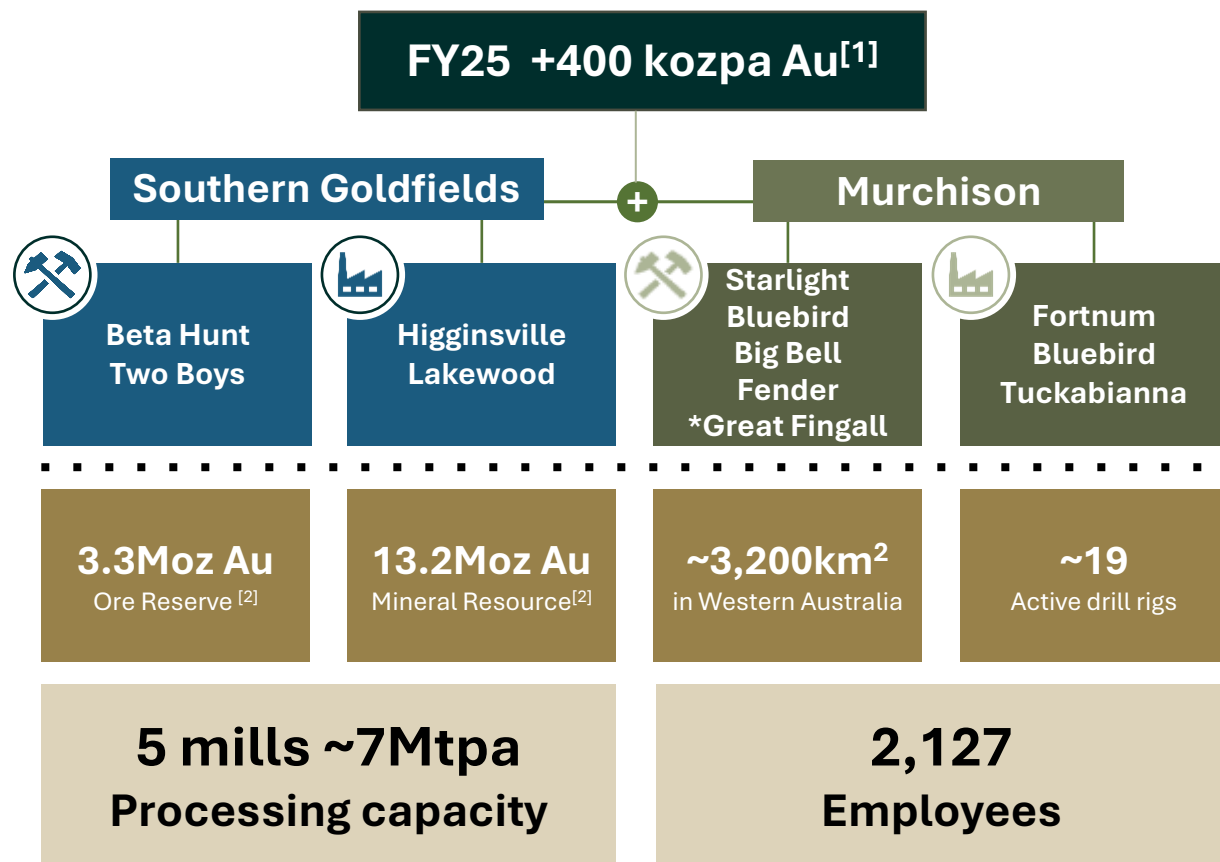 FY25 +400 kozpa Au[1]
Southern Goldfields
+
Murchison
Beta Hunt
Two Boys
Higginsville
Lakewood
Starlight
Bluebird
Big Bell
Fender
*Great Fingall
Fortnum
Bluebird
Tuckabianna
3.3Moz Au
Ore Reserve [2]
13.2Moz Au
Mineral Resource[2]
~3,200km²
in Western Australia
~19
Active drill rigs
5 mills ~7Mtpa
Processing capacity
2,127
Employees